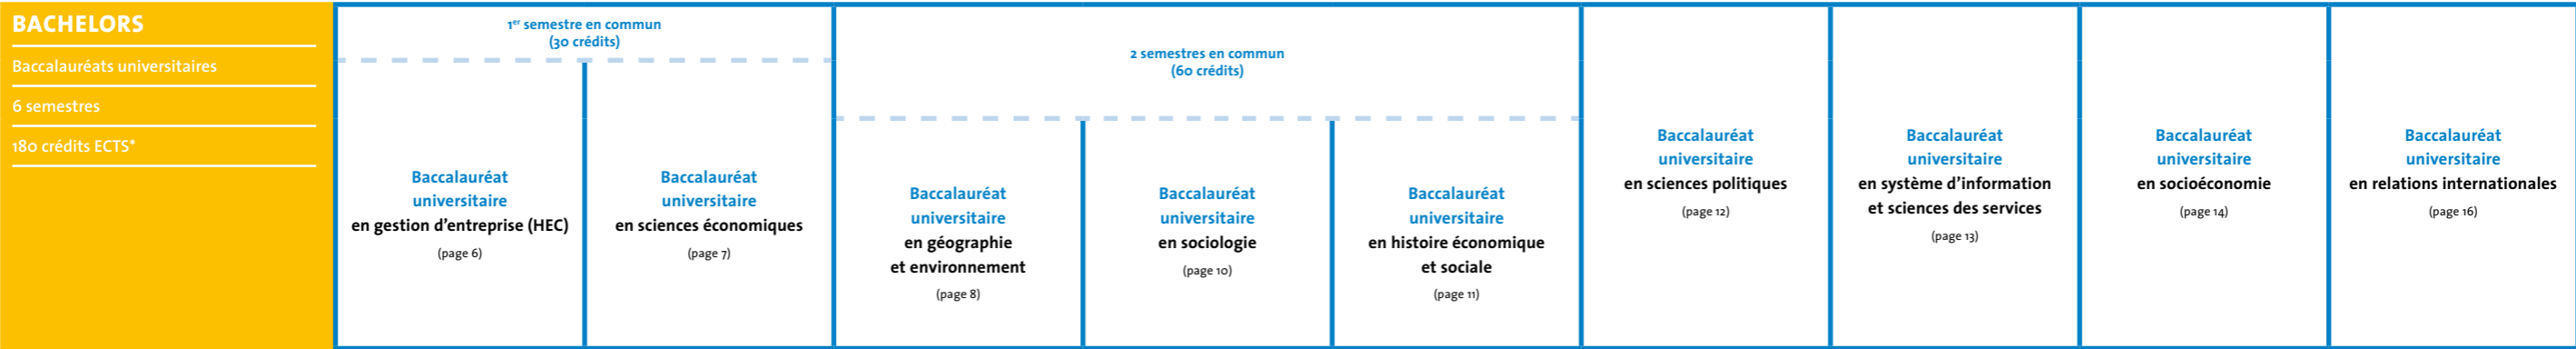 BACHELORS
Baccalauréats universitaires
6 semestres
180 crédits ECTS*
1er semestre en commun
(30 crédits)
Baccalauréat
universitaire
en gestion d’entreprise (HEC)
(page 6)
Baccalauréat
universitaire
en sciences économiques
(page 7)
2 semestres en commun
(60 crédits)
Baccalauréat
universitaire
en géographie
et environnement
(page 8)
Baccalauréat
universitaire
en sociologie
(page 10)
Baccalauréat
universitaire
en histoire économique
et sociale
(page 11)
Baccalauréat
universitaire
en sciences politiques
(page 12)
Baccalauréat
universitaire
en système d’information
et sciences des services
(page 13)
Baccalauréat
universitaire
en socioéconomie
(page 14)
Baccalauréat
universitaire
en relations internationales
(page 16)